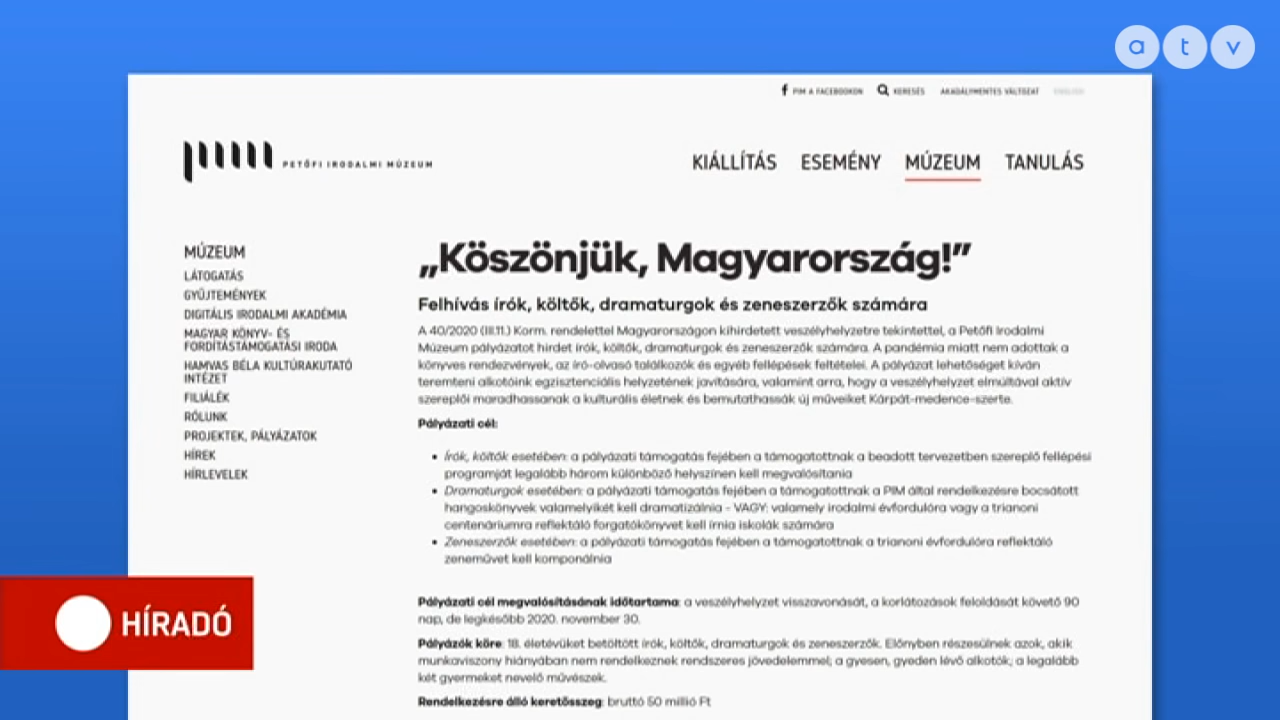 atv
PIM A FACEBOOKON KERESÉS AKADÁLYMENTES VÁLTOZAT ENGLISH
PETŐFI IRODALMI MÚZEUM
KIÁLLÍTÁS ESEMÉNY MÚZEUM TANULÁS
MÚZEUM
LÁTOGATÁS
GYŰJTEMÉNYEK
DIGITÁLIS IRODALMI AKADÉMIA
MAGYAR KÖNYV- ÉS
FORDÍTÁSTÁMOGATÁSI IRODA
HAMVAS BÉLA KULTÚRAKUTATÓ
INTÉZET
FILIÁLÉK
RÓLUNK
PROJEKTEK, PÁLYÁZATOK
HÍREK
HÍRLEVELEK
„Köszönjük, Magyarország!”
Felhívás írók, költők, dramaturgok és zeneszerzők számára
A 40/2020 (III.11.) Korm. rendelettel Magyarországon kihirdetett veszélyhelyzetre tekintettel, a Petőfi Irodalmi
Múzeum pályázatot hirdet írók, költők, dramaturgok és zeneszerzők számára. A pandémia miatt nem adottak a
könyves rendezvények, az író-olvasó találkozók és egyéb fellépések feltételei. A pályázat lehetőséget kíván
teremteni alkotóink egzisztenciális helyzetének javítására, valamint arra, hogy a veszélyhelyzet elmúltával aktív
szereplői maradhassanak a kulturális életnek és bemutathassák új műveiket Kárpát-medence-szerte.
Pályázati cél:
• Írók, költők esetében: a pályázati támogatás fejében a támogatottnak a beadott tervezetben szereplő fellépési
programját legalább három különböző helyszínen kell megvalósítania
• Dramaturgok esetében: a pályázati támogatás fejében a támogatottnak a PIM által rendelkezésre bocsátott
hangoskönyvek valamelyikét kell dramatizálnia - VAGY: valamely irodalmi évfordulóra vagy a trianoni
centenáriumra reflektáló forgatókönyvet kell írnia iskolák számára
• Zeneszerzők esetében: a pályázati támogatás fejében a támogatottnak a trianoni évfordulóra reflektáló
zeneművet kell komponálnia
Pályázati cél megvalósításának időtartama: a veszélyhelyzet visszavonását, a korlátozások feloldását követő 90
nap, de legkésőbb 2020. november 30.
Pályázók köre: 18. életévüket betöltött írók, költők, dramaturgok és zeneszerzők. Előnyben részesülnek azok, akik
munkaviszony hiányában nem rendelkeznek rendszeres jövedelemmel; a gyesen, gyeden lévő alkotók; a legalább
két gyermeket nevelő művészek.
Rendelkezésre álló keretösszeg: bruttó 50 millió Ft
HÍRADÓ